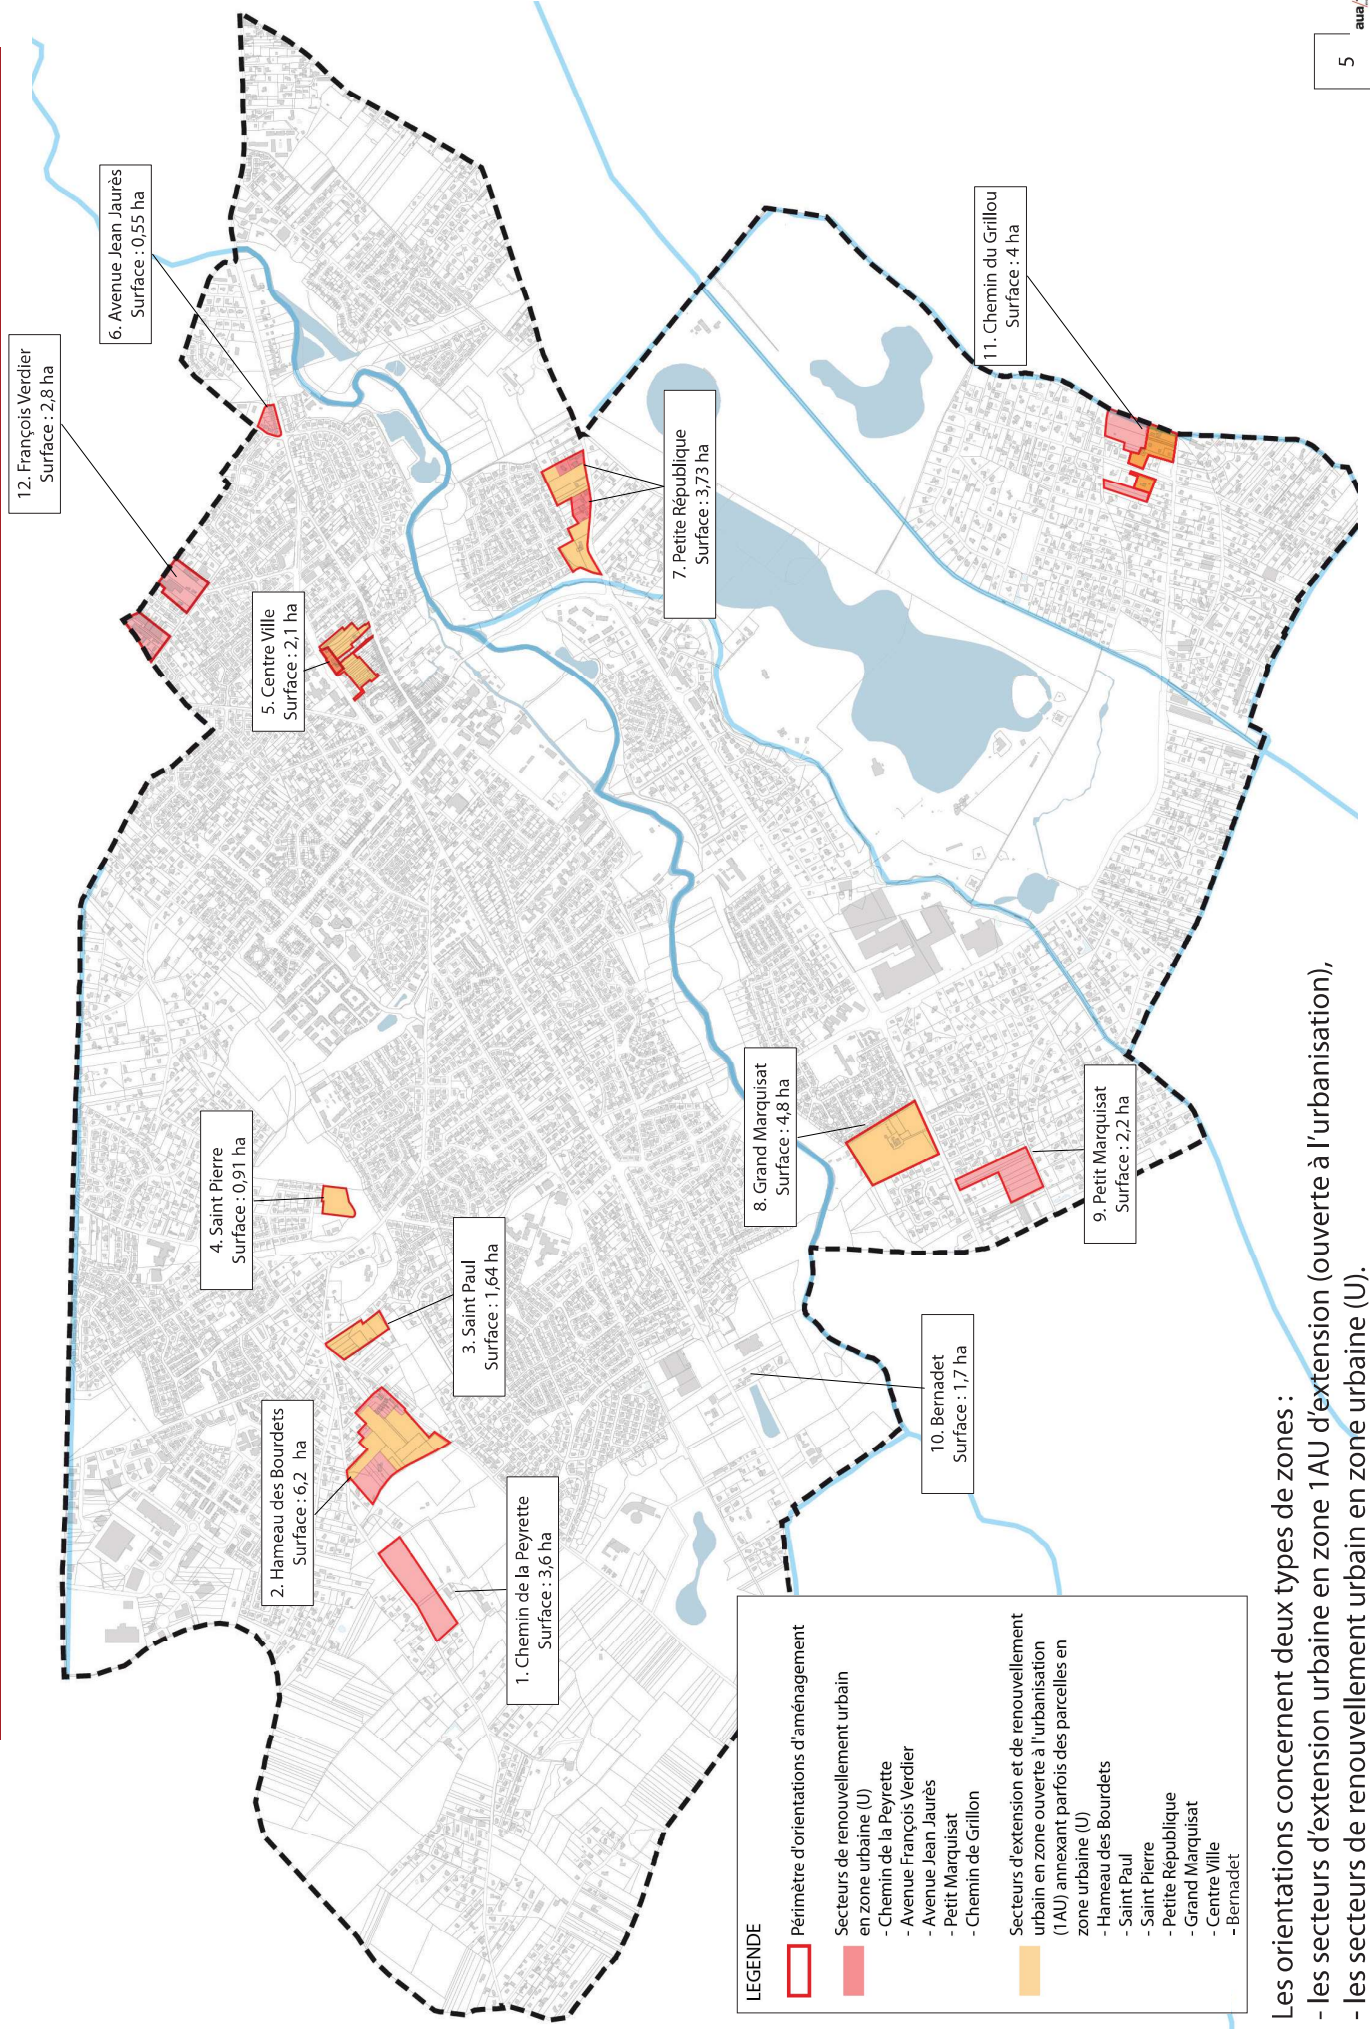 12. François Verdier
Surface : 2,8 ha
6. Avenue Jean Jaurès
Surface : 0,55 ha
5. Centre Ville
Surface : 2,1 ha
7. Petite République
Surface : 3,73 ha
11. Chemin du Grillou
Surface : 4 ha
4. Saint Pierre
Surface : 0,91 ha
3. Saint Paul
Surface : 1,64 ha
2. Hameau des Bourdets
Surface : 6,2 ha
1. Chemin de la Peyrette
Surface : 3,6 ha
8. Grand Marquisat
Surface : 4,8 ha
9. Petit Marquisat
Surface : 2,2 ha
10. Bernadet
Surface : 1,7 ha
LEGENDE
Périmètre d'orientations d'aménagement
Secteurs de renouvellement urbain
en zone urbaine (U)
- Chemin de la Peyrette
- Avenue François Verdier
- Avenue Jean Jaurès
- Petit Marquisat
- Chemin de Grillon
Secteurs d'extension et de renouvellement
urbain en zone ouverte à l'urbanisation
(1AU) annexant parfois des parcelles en
zone urbaine (U)
- Hameau des Bourdets
- Saint Paul
- Saint Pierre
- Petite République
- Grand Marquisat
- Centre Ville
- Bernadet
Les orientations concernent deux types de zones :
- les secteurs d'extension urbaine en zone 1AU d'extension (ouverte à l'urbanisation),
- les secteurs de renouvellement urbain en zone urbaine (U).
5
aua/